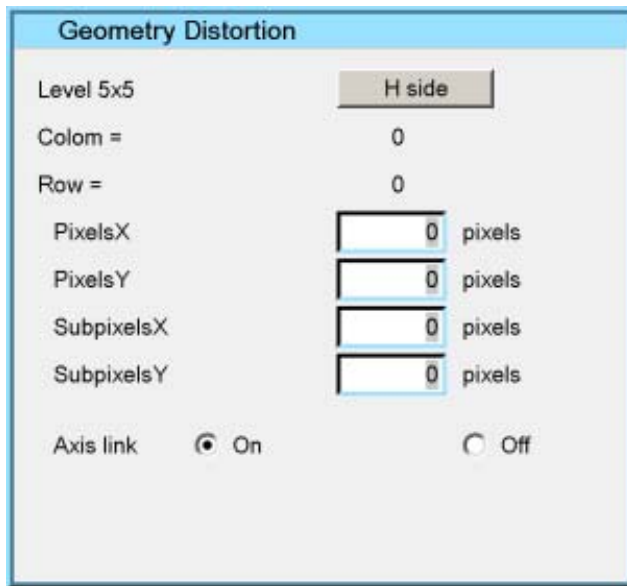 Geometry Distortion
Level 5x5 H side
Colom = 0
Row = 0
PixelsX 0 pixels
PixelsY 0 pixels
SubpixelsX 0 pixels
SubpixelsY 0 pixels
Axis link On Off